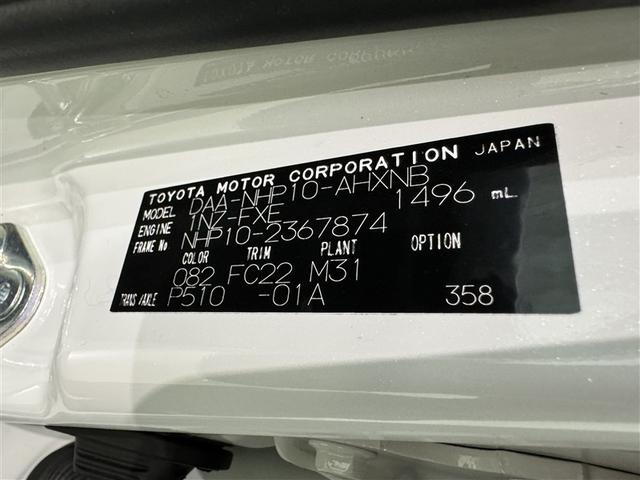 TOYOTA MOTOR CORPORATION JAPAN
MODEL DAA-NHP10-AHXNB
ENGINE 1NZ-FXE 1496 mL
FRAME No NHP10-2367874
COLOR TRIM PLANT OPTION
082 FC22 M31
TRANS/AXLE P510 -01A 358